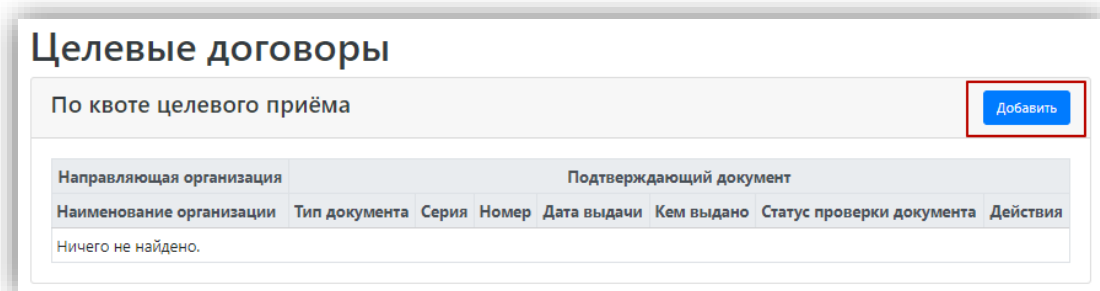 Целевые договоры
По квоте целевого приёма
Добавить
Направляющая организация Подтверждающий документ
Наименование организации Тип документа Серия Номер Дата выдачи Кем выдано Статус проверки документа Действия
Ничего не найдено.